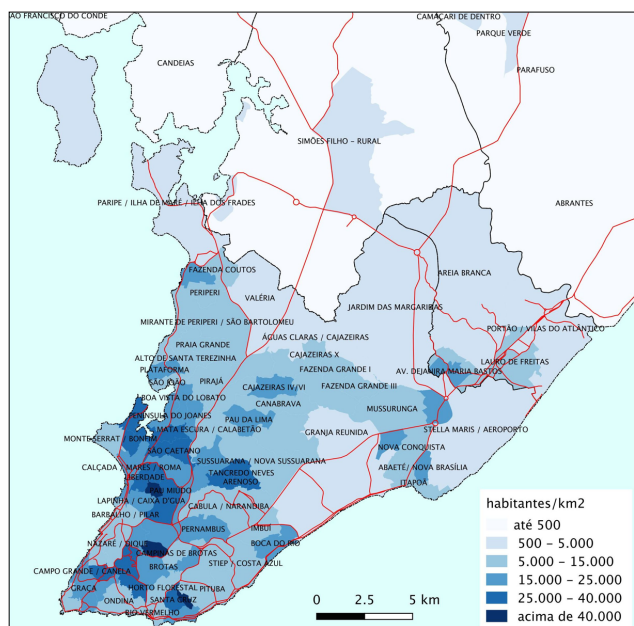 ÃO FRANCISCO DO CONDE
CAMAÇARI DE DENTRO
PARQUE VERDE
CANDEIAS
PARAFUSO
SIMÕES FILHO - RURAL
PARIPE / ILHA DE MARÉ / ILHA DOS FRADES
ABRANTES
FAZENDA COUTOS
AREIA BRANCA
PERIPERI
VALÉRIA
JARDIM DAS MARGARIDAS
MIRANTE DE PERIPERI / SÃO BARTOLOMEU
PORTÃO / VILAS DO ATLÂNTICO
ÁGUAS CLARAS / CAJAZEIRAS
PRAIA GRANDE
ALTO DE SANTA TEREZINHA
CAJAZEIRAS X
LAURO DE FREITAS
PLATAFORMA
FAZENDA GRANDE I
AV. DEJANIRA MARIA BASTOS
SÃO JOÃO
PIRAJÁ
CAJAZEIRAS IV/VI
FAZENDA GRANDE III
BOA VISTA DO LOBATO
CANABRAVA
MUSSURUNGA
PENÍNSULA DO JOANES
PAU DA LIMA
MATA ESCURA / CALABETÃO
STELLA MARIS / AEROPORTO
GRANJA REUNIDA
MONTE SERRAT / BONFIM
NOVA CONQUISTA
SÃO CAETANO
SUSSUARANA / NOVA SUSSUARANA
CALÇADA / MARES / ROMA
TANCREDO NEVES
ABAETÉ/ NOVA BRASÍLIA
LIBERDADE
ARENOSO
ITAPOÃ
PAU MIÚDO
LAPINHA / CAIXA D'GUA
CABULA / NARANDIBA
BARBALHO / PILAR
PERNAMBUS
IMBUÍ
NAZARÉ / DIQUE
BOCA DO RIO
CAMPINAS DE BROTAS
STIEP / COSTA AZUL
CAMPO GRANDE / CANELA
BROTAS
GRAÇA
HORTO FLORESTAL
PITUBA
ONDINA
SANTA CRUZ
RIO VERMELHO
0 2.5 5 km
habitantes/km2
até 500
500 - 5.000
5.000 - 15.000
15.000 - 25.000
25.000 - 40.000
acima de 40.000